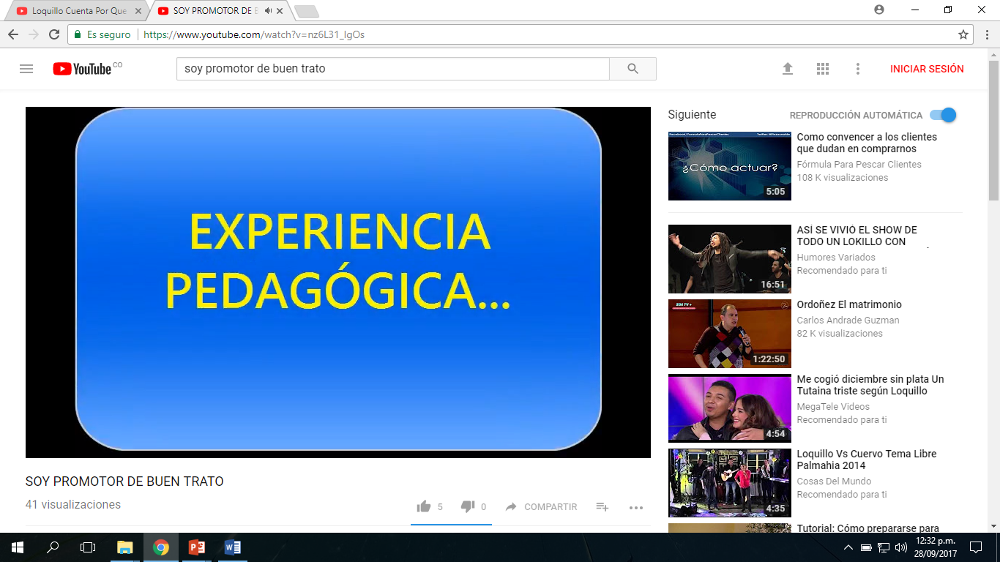 Loquillo Cuenta Por Que
SOY PROMOTOR DE B
Es seguro
https://www.youtube.com/watch?v=nz6L31_IgOs
YouTube CO
soy promotor de buen trato
INICIAR SESIÓN
EXPERIENCIA
PEDAGÓGICA...
SOY PROMOTOR DE BUEN TRATO
41 visualizaciones
5
0
COMPARTIR
Siguiente
REPRODUCCIÓN AUTOMÁTICA
¿Cómo actuar?
5:05
Como convencer a los clientes
que dudan en comprarnos
Fórmula Para Pescar Clientes
108 K visualizaciones
16:51
ASÍ SE VIVIÓ EL SHOW DE
TODO UN LOKILLO CON
Humores Variados
Recomendado para ti
1:22:50
Ordoñez El matrimonio
Carlos Andrade Guzman
82 K visualizaciones
4:54
Me cogió diciembre sin plata Un
Tutaina triste según Loquillo
MegaTele Videos
Recomendado para ti
4:35
Loquillo Vs Cuervo Tema Libre
Palmahia 2014
Cosas Del Mundo
Recomendado para ti
Tutorial: Cómo prepararse para
12:32 p.m.
28/09/2017